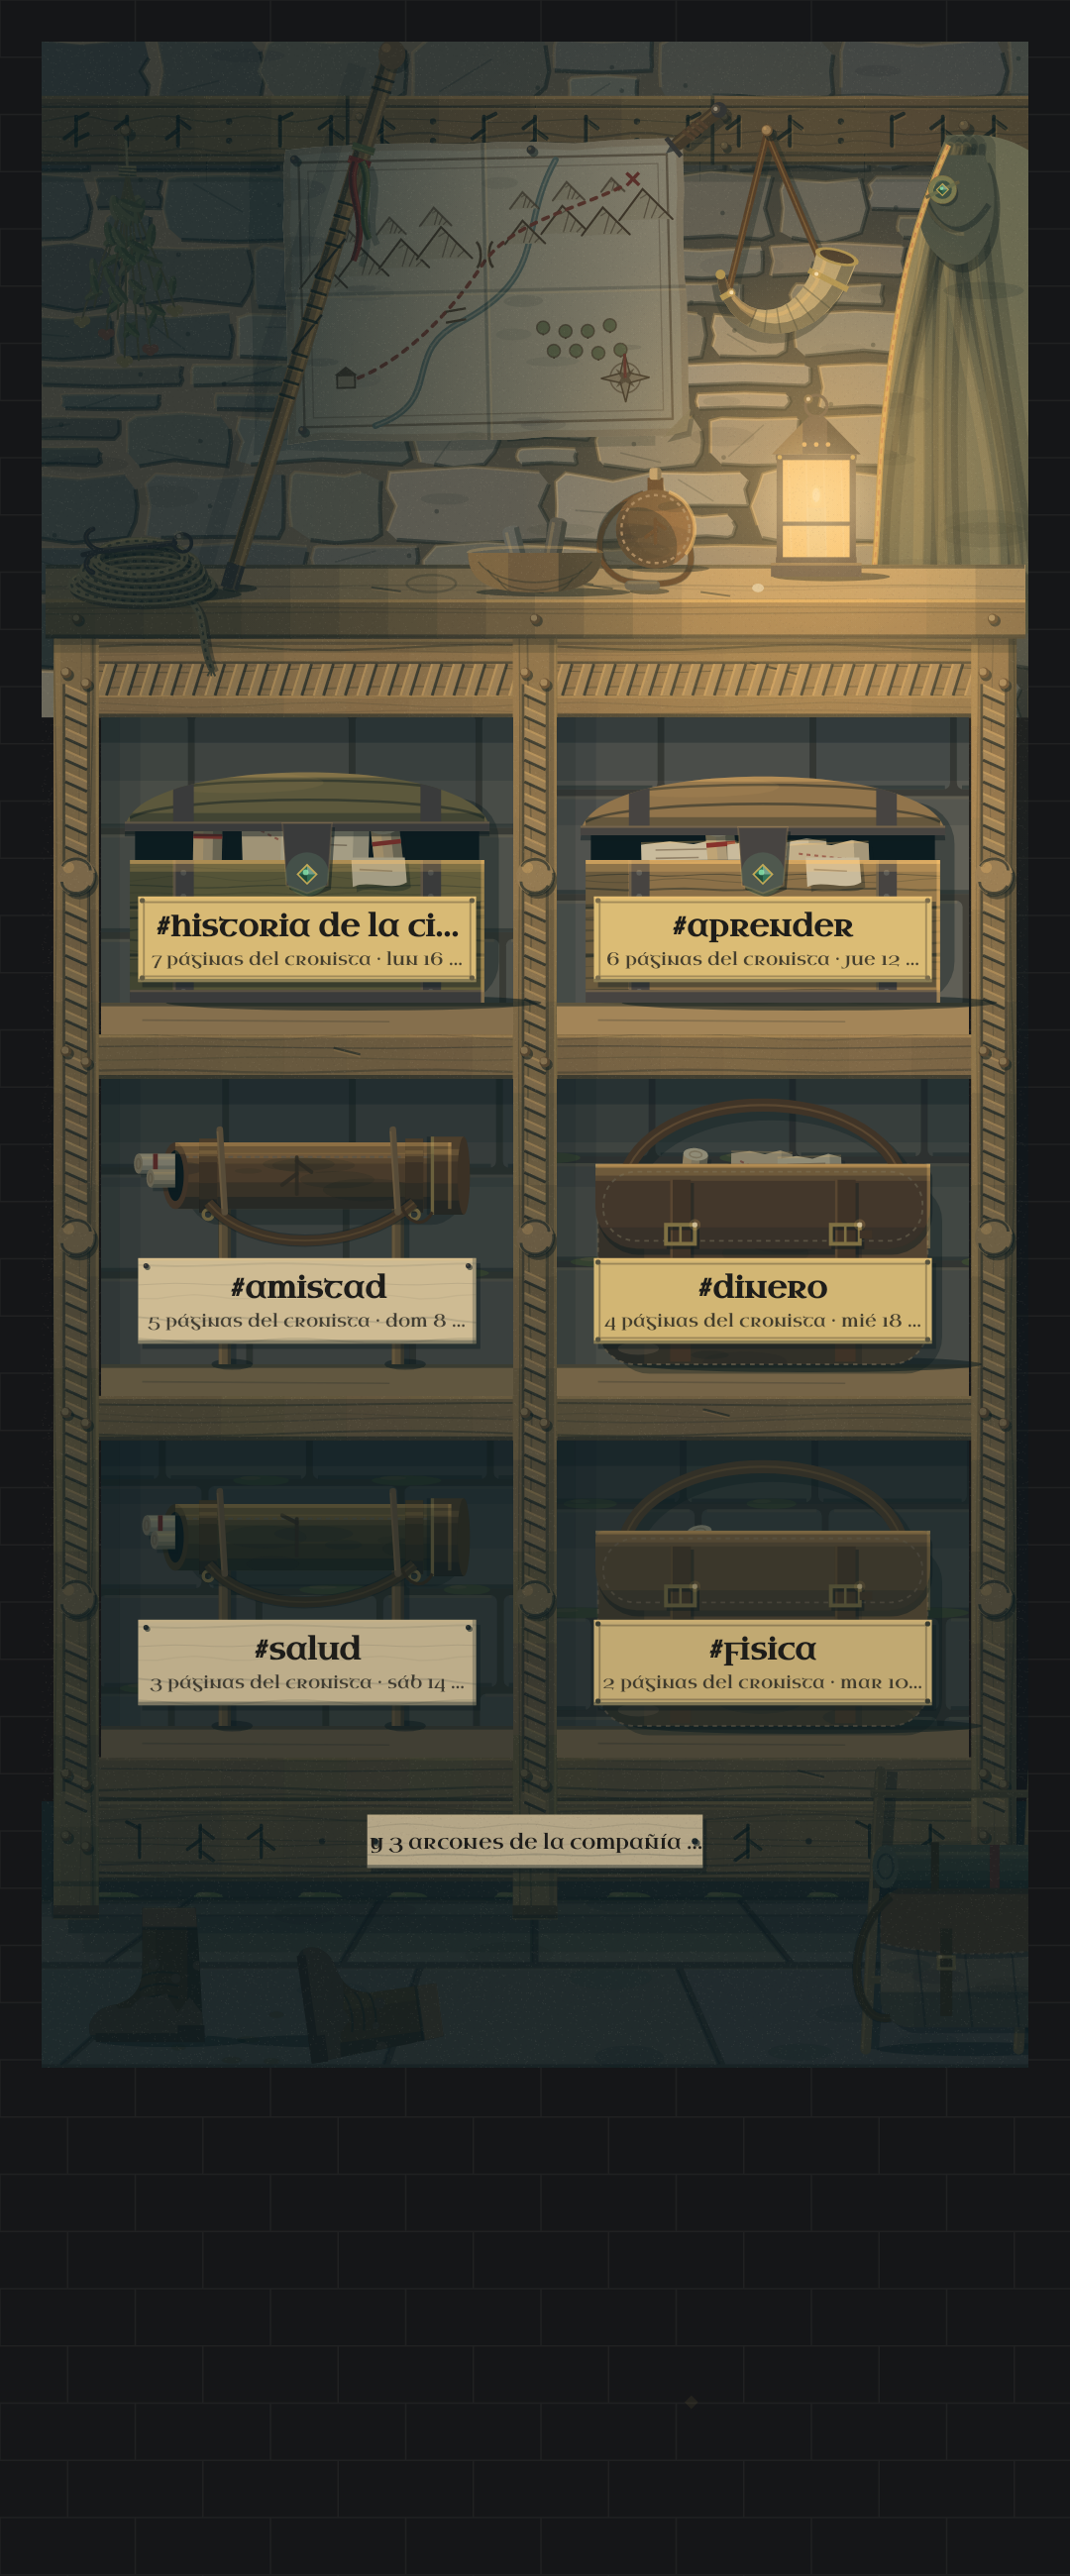 #historia de la ci...
7 páginas del cronista · lun 16 ...
#aprender
6 páginas del cronista · jue 12 ...
#amistad
5 páginas del cronista · dom 8 ...
#dinero
4 páginas del cronista · mié 18 ...
#salud
3 páginas del cronista · sáb 14 ...
#fisica
2 páginas del cronista · mar 10...
y 3 arcones de la compañía ...